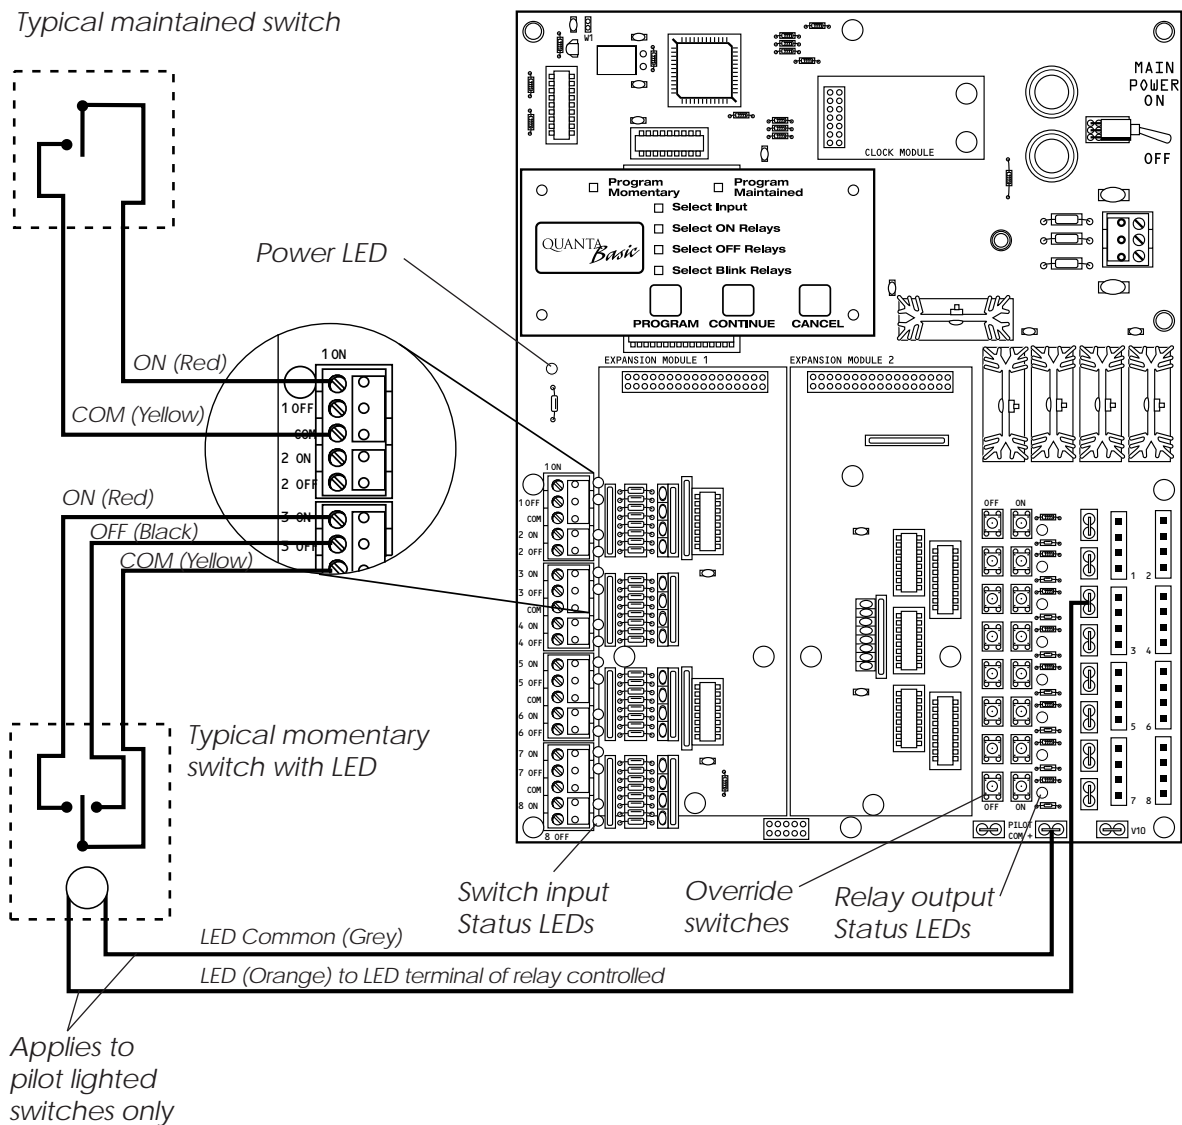 Typical maintained switch
W1
MAIN
POWER
ON
OFF
CLOCK MODULE
Program
Momentary
Program
Maintained
Select Input
Select ON Relays
Select OFF Relays
Select Blink Relays
QUANTA
Basic
PROGRAM CONTINUE CANCEL
Power LED
EXPANSION MODULE 1
EXPANSION MODULE 2
1 ON
1 OFF
COM
2 ON
2 OFF
3 ON
3 OFF
ON (Red)
COM (Yellow)
ON (Red)
OFF (Black)
COM (Yellow)
1 ON
1 OFF
COM
2 ON
2 OFF
3 ON
3 OFF
COM
4 ON
4 OFF
5 ON
5 OFF
COM
6 ON
6 OFF
7 ON
7 OFF
COM
8 ON
8 OFF
OFF ON
1 2
3 4
5 6
7 8
OFF ON
PILOT
COM +
V10
Typical momentary
switch with LED
Switch input
Status LEDs
Override
switches
Relay output
Status LEDs
LED Common (Grey)
LED (Orange) to LED terminal of relay controlled
Applies to
pilot lighted
switches only